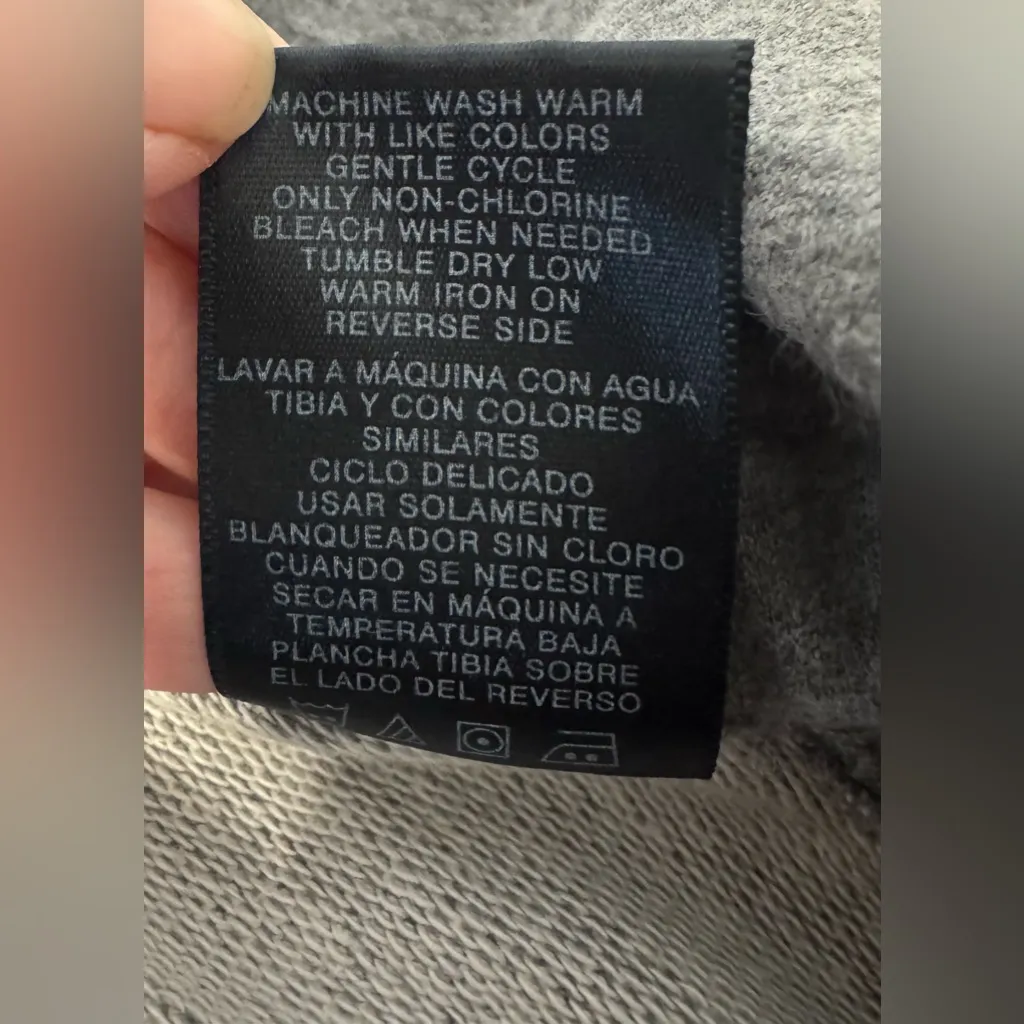 MACHINE WASH WARM
WITH LIKE COLORS
GENTLE CYCLE
ONLY NON-CHLORINE
BLEACH WHEN NEEDED
TUMBLE DRY LOW
WARM IRON ON
REVERSE SIDE
LAVAR A MÁQUINA CON AGUA
TIBIA Y CON COLORES
SIMILARES
CICLO DELICADO
USAR SOLAMENTE
BLANQUEADOR SIN CLORO
CUANDO SE NECESITE
SECAR EN MÁQUINA A
TEMPERATURA BAJA
PLANCHA TIBIA SOBRE
EL LADO DEL REVERSO